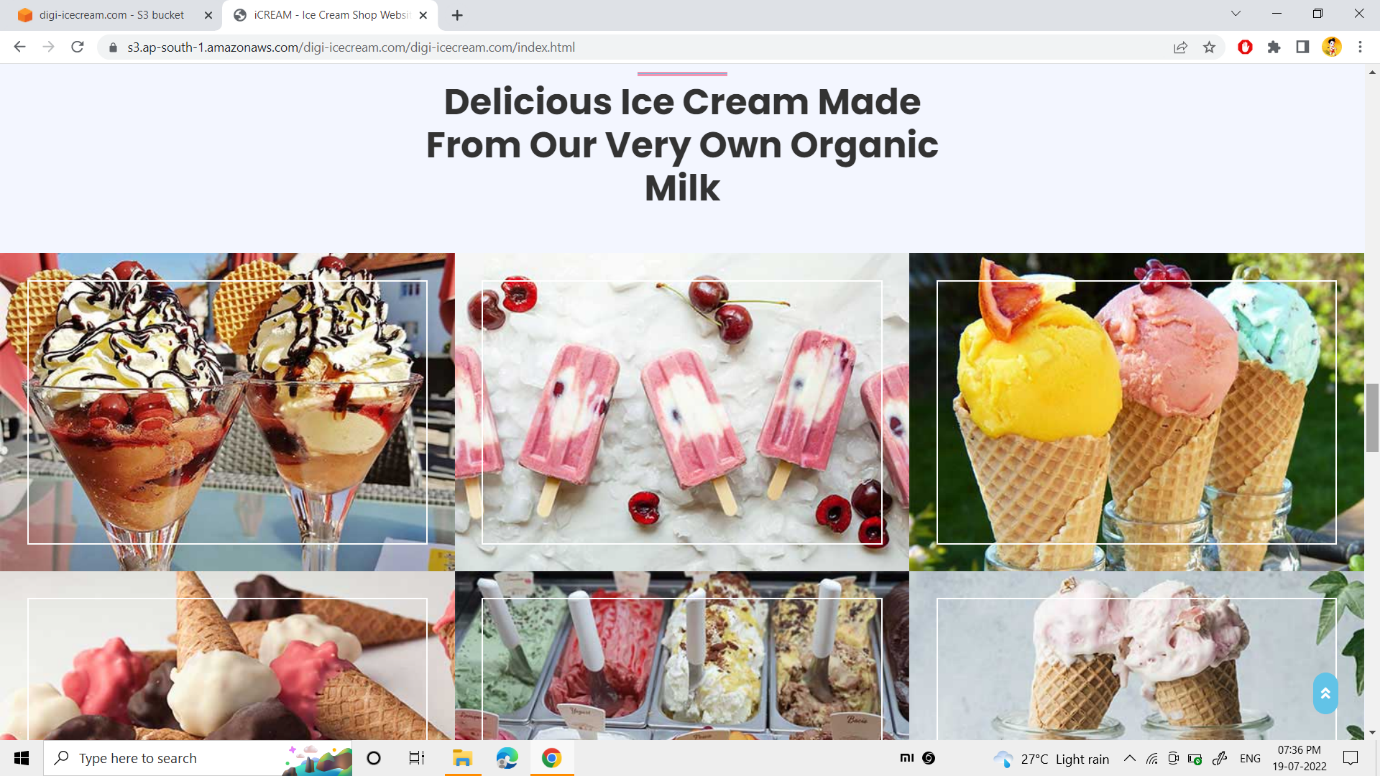 digi-icecream.com - S3 bucket
iCREAM - Ice Cream Shop Websi
s3.ap-south-1.amazonaws.com/digi-icecream.com/digi-icecream.com/index.html
Delicious Ice Cream Made
From Our Very Own Organic
Milk
Yogurt
Bacio
Type here to search
27°C Light rain
ENG
07:36 PM
19-07-2022